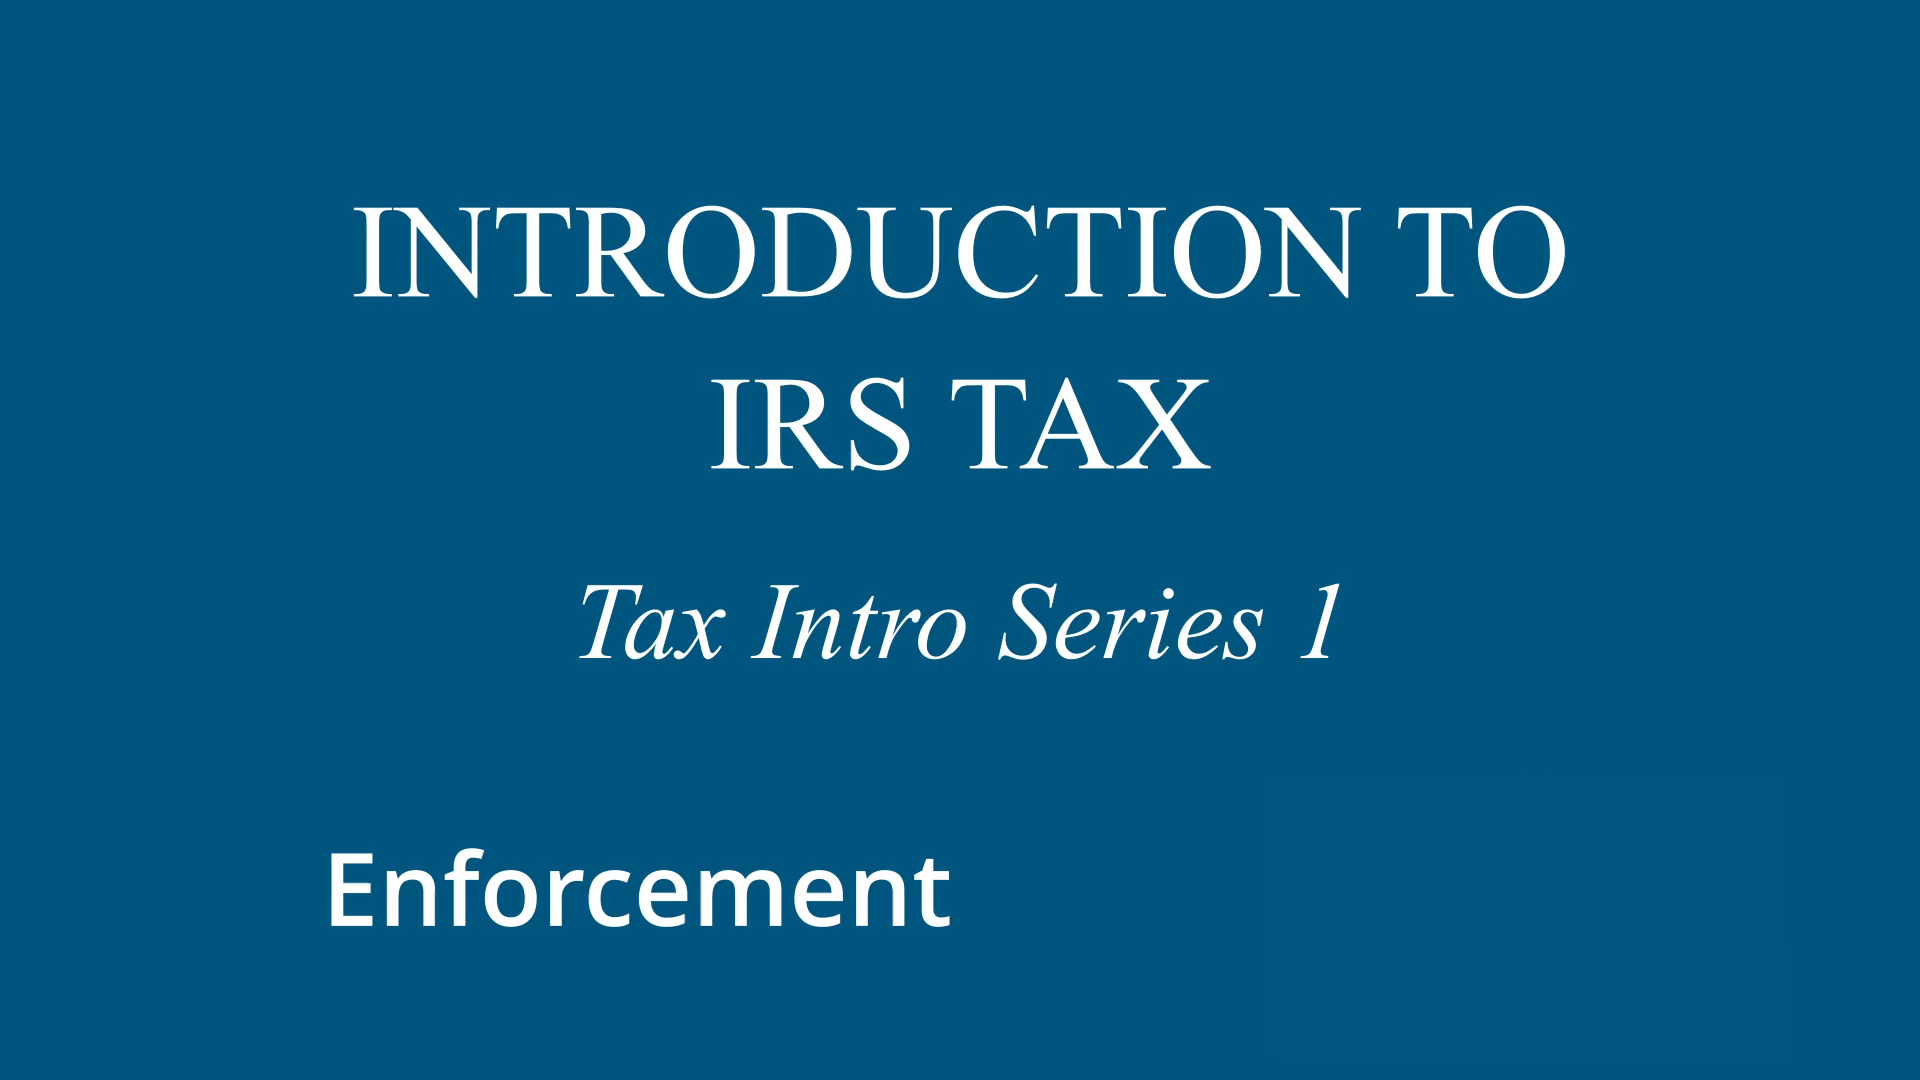 INTRODUCTION TO
IRS TAX
Tax Intro Series 1
Enforcement